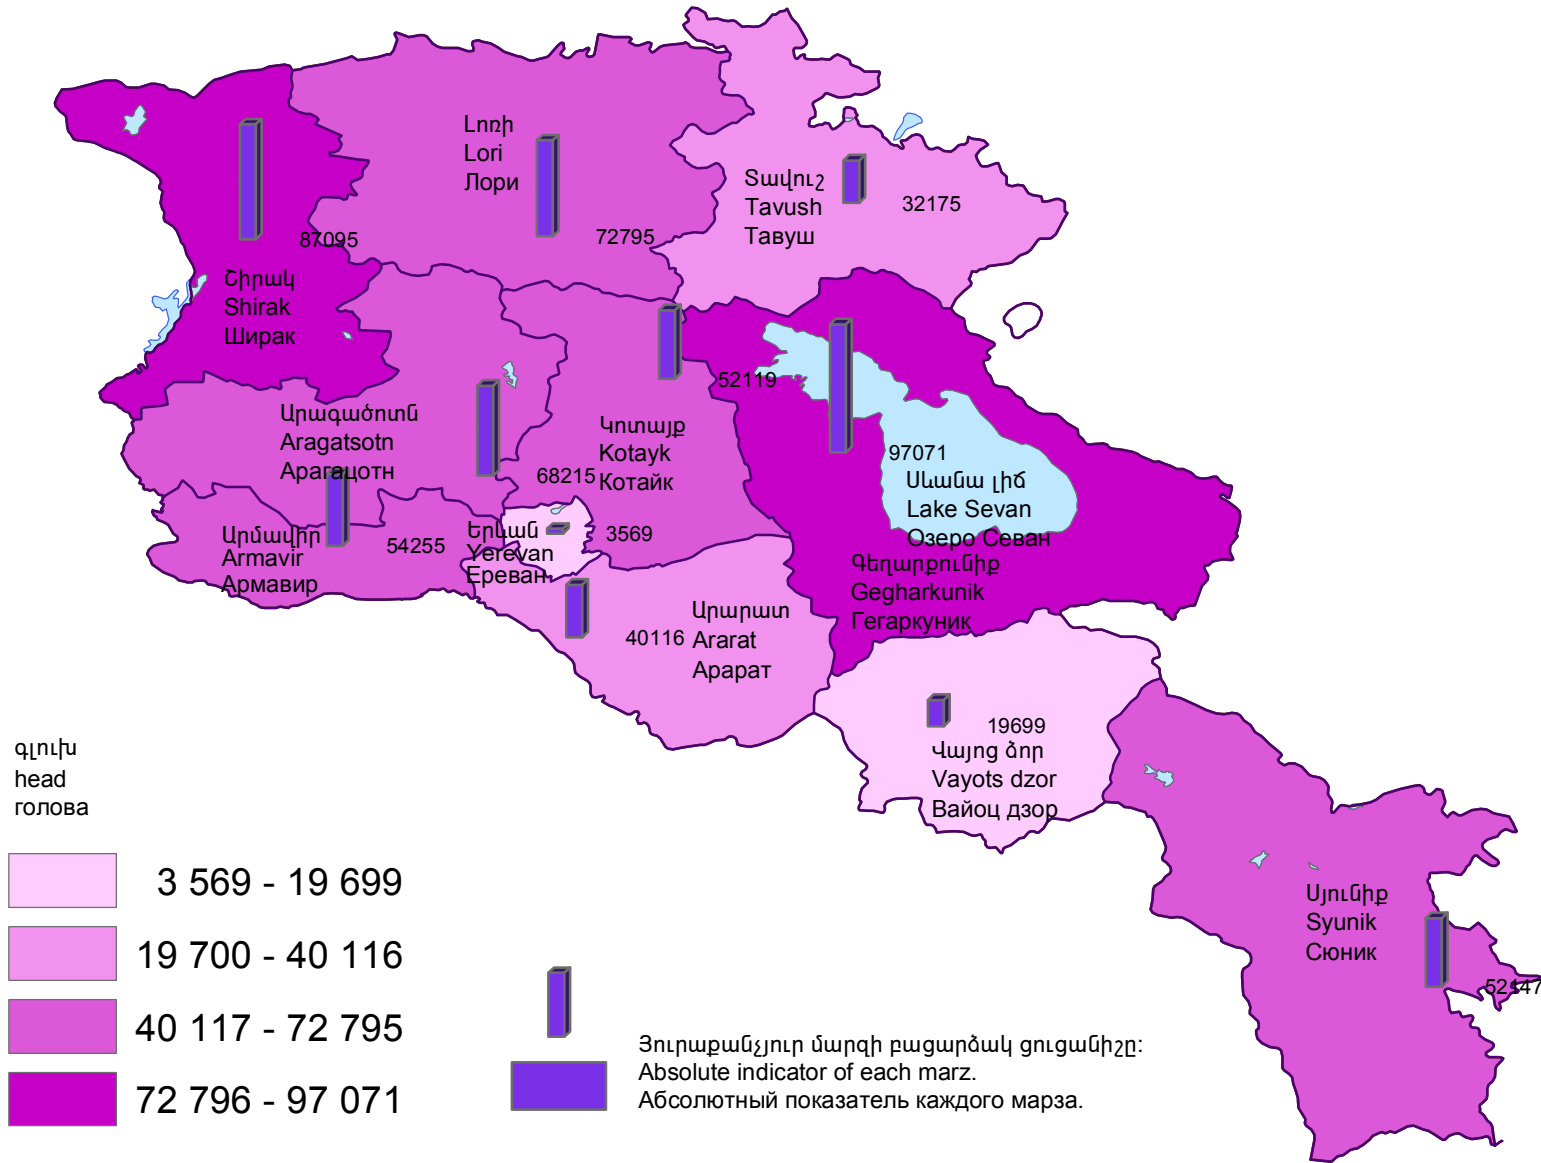 Լոռի
Lori
Лори
72795
Տավուշ
Tavush
Тавуш
32175
87095
Շիրակ
Shirak
Ширак
52119
Արագածոտն
Aragatsotn
Арагацотн
68215
Կոտայք
Kotayk
Котайк
97071
Սևանա լիճ
Lake Sevan
Озеро Севан
Արմավիր
Armavir
Армавир
54255
Երևան
Yerevan
Ереван
3569
Գեղարքունիք
Gegharkunik
Гегаркуник
40116
Արարատ
Ararat
Арарат
19699
Վայոց ձոր
Vayots dzor
Вайоц дзор
Սյունիք
Syunik
Сюник
52147
գլուխ
head
голова
3 569 - 19 699
19 700 - 40 116
40 117 - 72 795
72 796 - 97 071
Յուրաքանչյուր մարզի բացարձակ ցուցանիշը:
Absolute indicator of each marz.
Абсолютный показатель каждого марза.